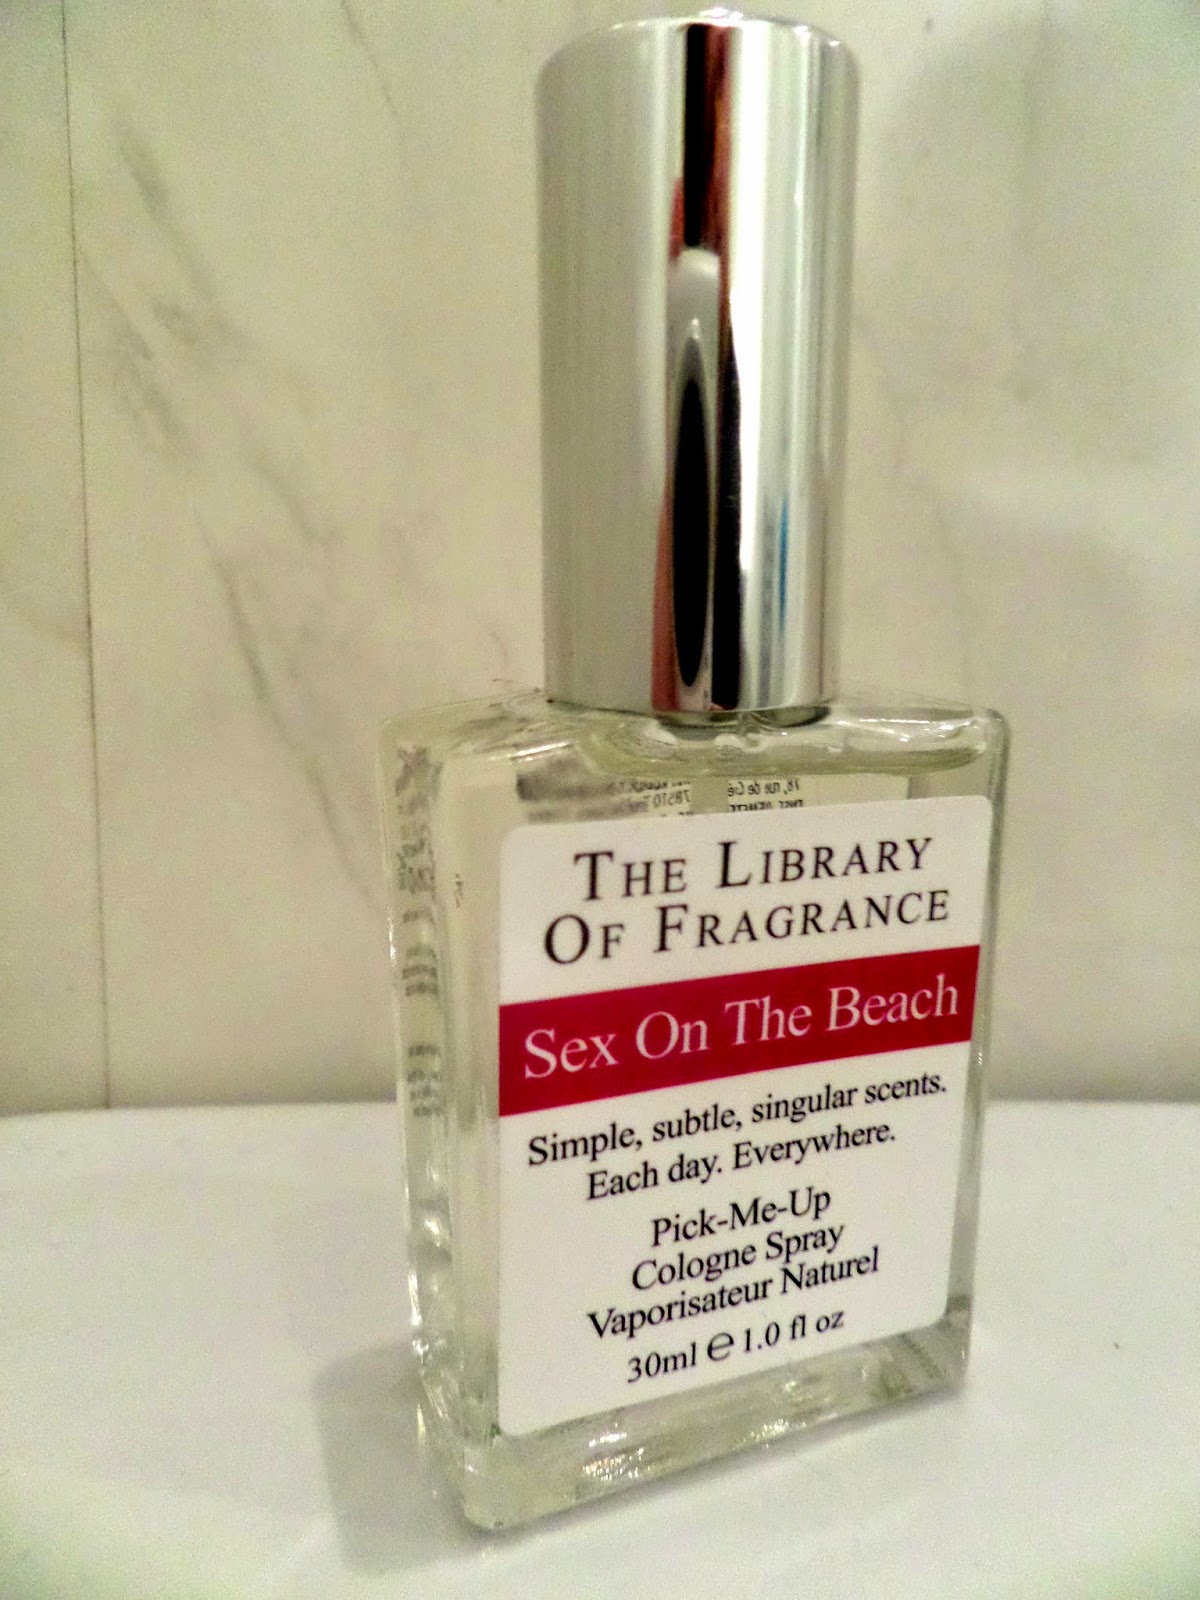 The Library
Of Fragrance
Sex On The Beach
Simple, subtle, singular scents.
Each day. Everywhere.
Pick-Me-Up
Cologne Spray
Vaporisateur Naturel
30ml ℮ 1.0 fl oz